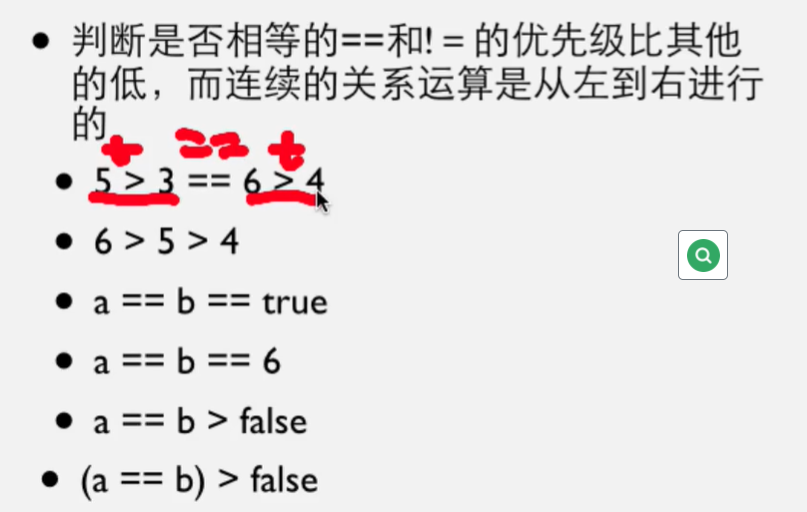 判断是否相等的==和! = 的优先级比其他
的低，而连续的关系运算是从左到右进行
的
t == t
5 > 3 == 6 > 4
6 > 5 > 4
a == b == true
a == b == 6
a == b > false
(a == b) > false